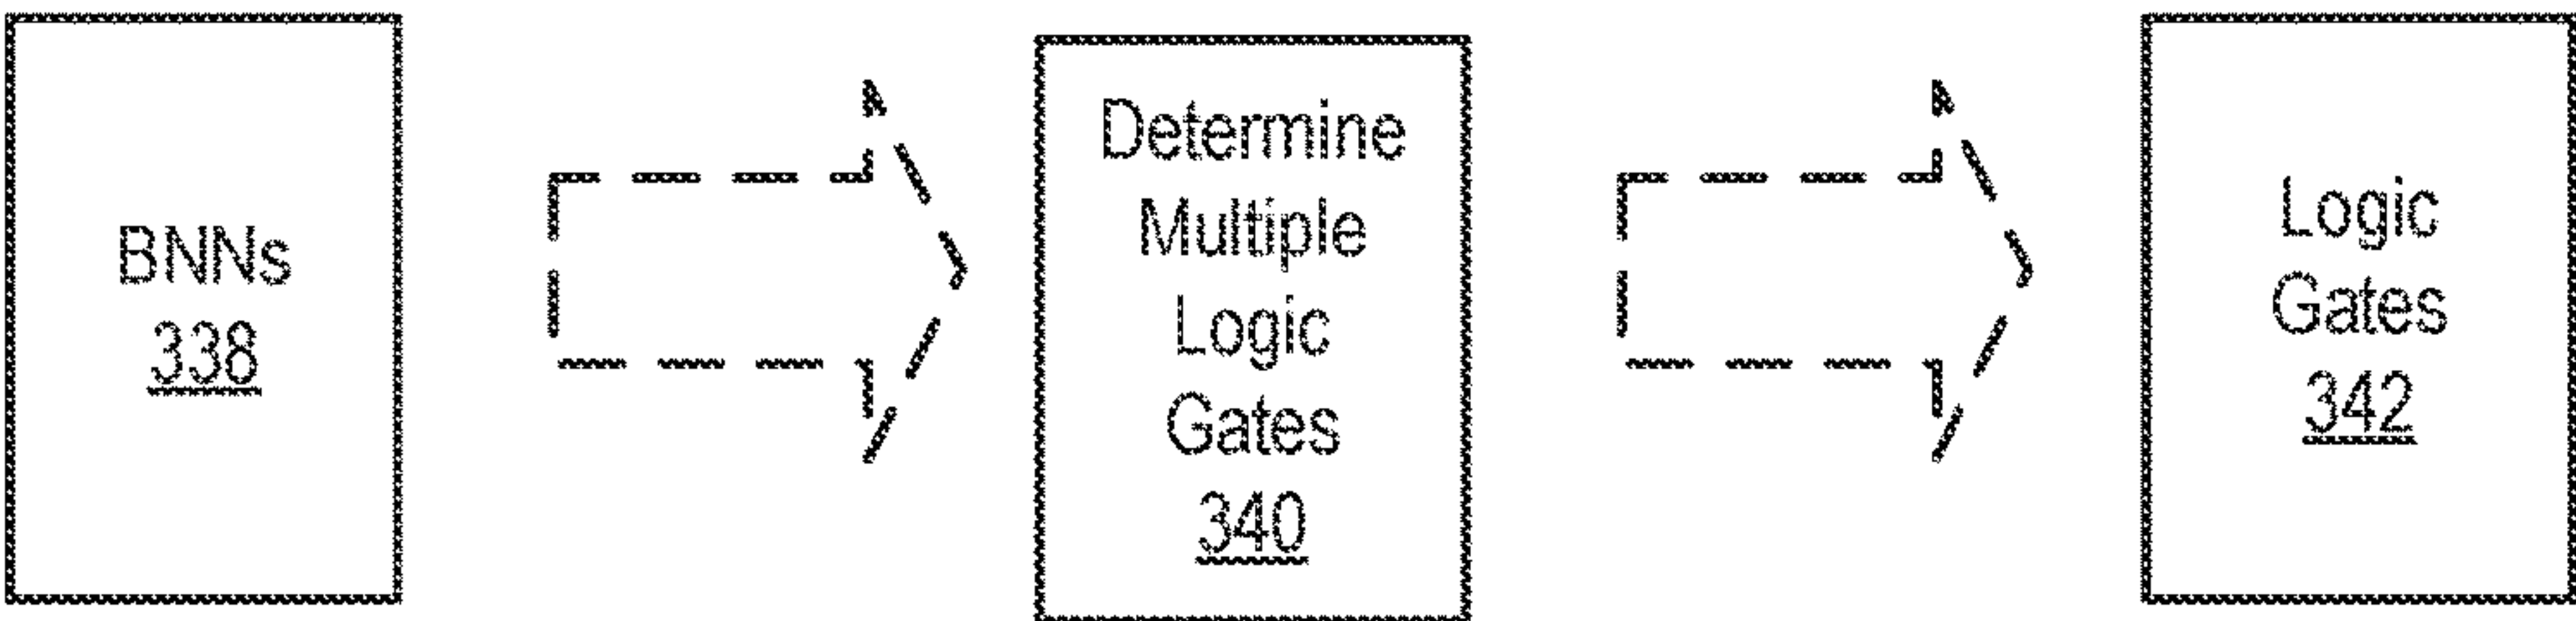 BNNs
338
Determine
Multiple
Logic
Gates
340
Logic
Gates
342